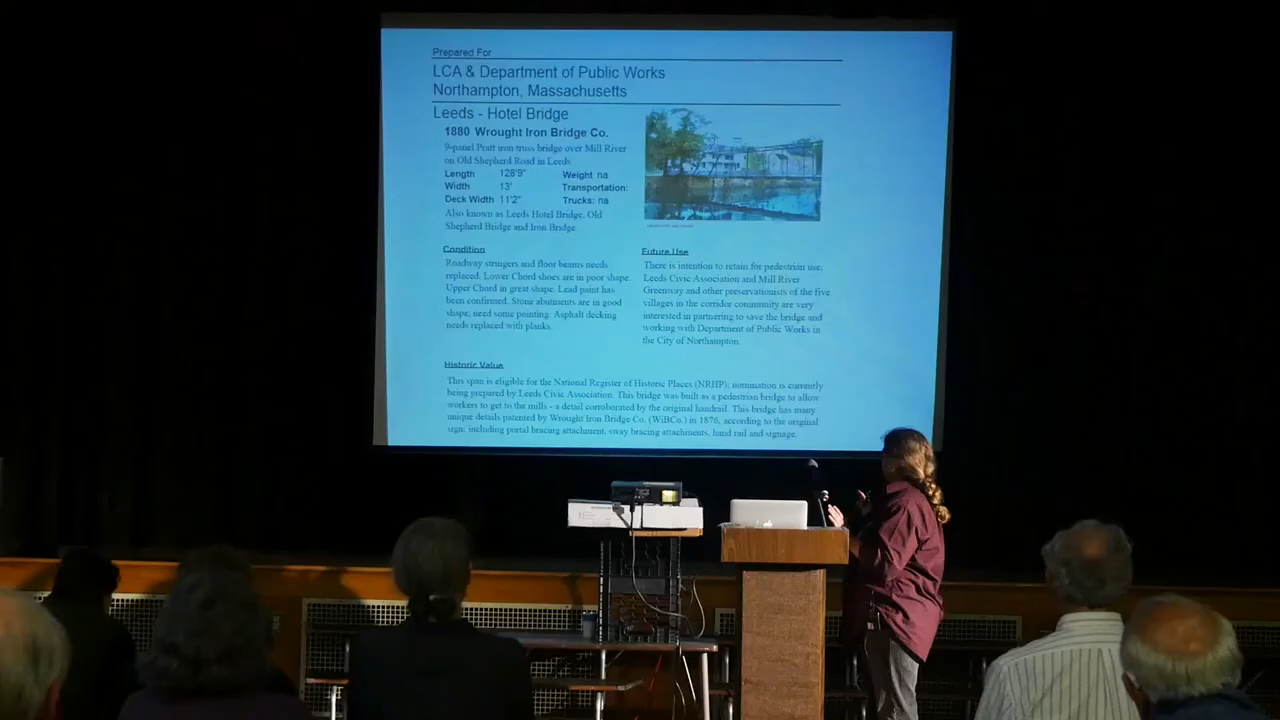 Prepared For
LCA & Department of Public Works
Northampton, Massachusetts
Leeds - Hotel Bridge
1880 Wrought Iron Bridge Co.
9-panel Pratt iron truss bridge over Mill River
on Old Shepherd Road in Leeds
Length 128'9" Weight na
Width 13' Transportation:
Deck Width 11'2" Trucks: na
Also known as Leeds Hotel Bridge, Old
Shepherd Bridge and Iron Bridge.
Condition
Roadway stringers and floor beams needs
replaced. Lower Chord shoes are in poor shape.
Upper Chord in great shape. Lead paint has
been confirmed. Stone abutments are in good
shape, need some pointing. Asphalt decking
needs replaced with planks.
Future Use
There is intention to retain for pedestrian use.
Leeds Civic Association and Mill River
Greenway and other preservationists of the five
villages in the corridor community are very
interested in partnering to save the bridge and
working with Department of Public Works in
the City of Northampton.
Historic Value
This span is eligible for the National Register of Historic Places (NRHP); nomination is currently
being prepared by Leeds Civic Association. This bridge was built as a pedestrian bridge to allow
workers to get to the mills - a detail corroborated by the original handrail. This bridge has many
unique details patented by Wrought Iron Bridge Co. (WiBCo.) in 1876, according to the original
sign; including portal bracing attachment, sway bracing attachments, hand rail and signage.